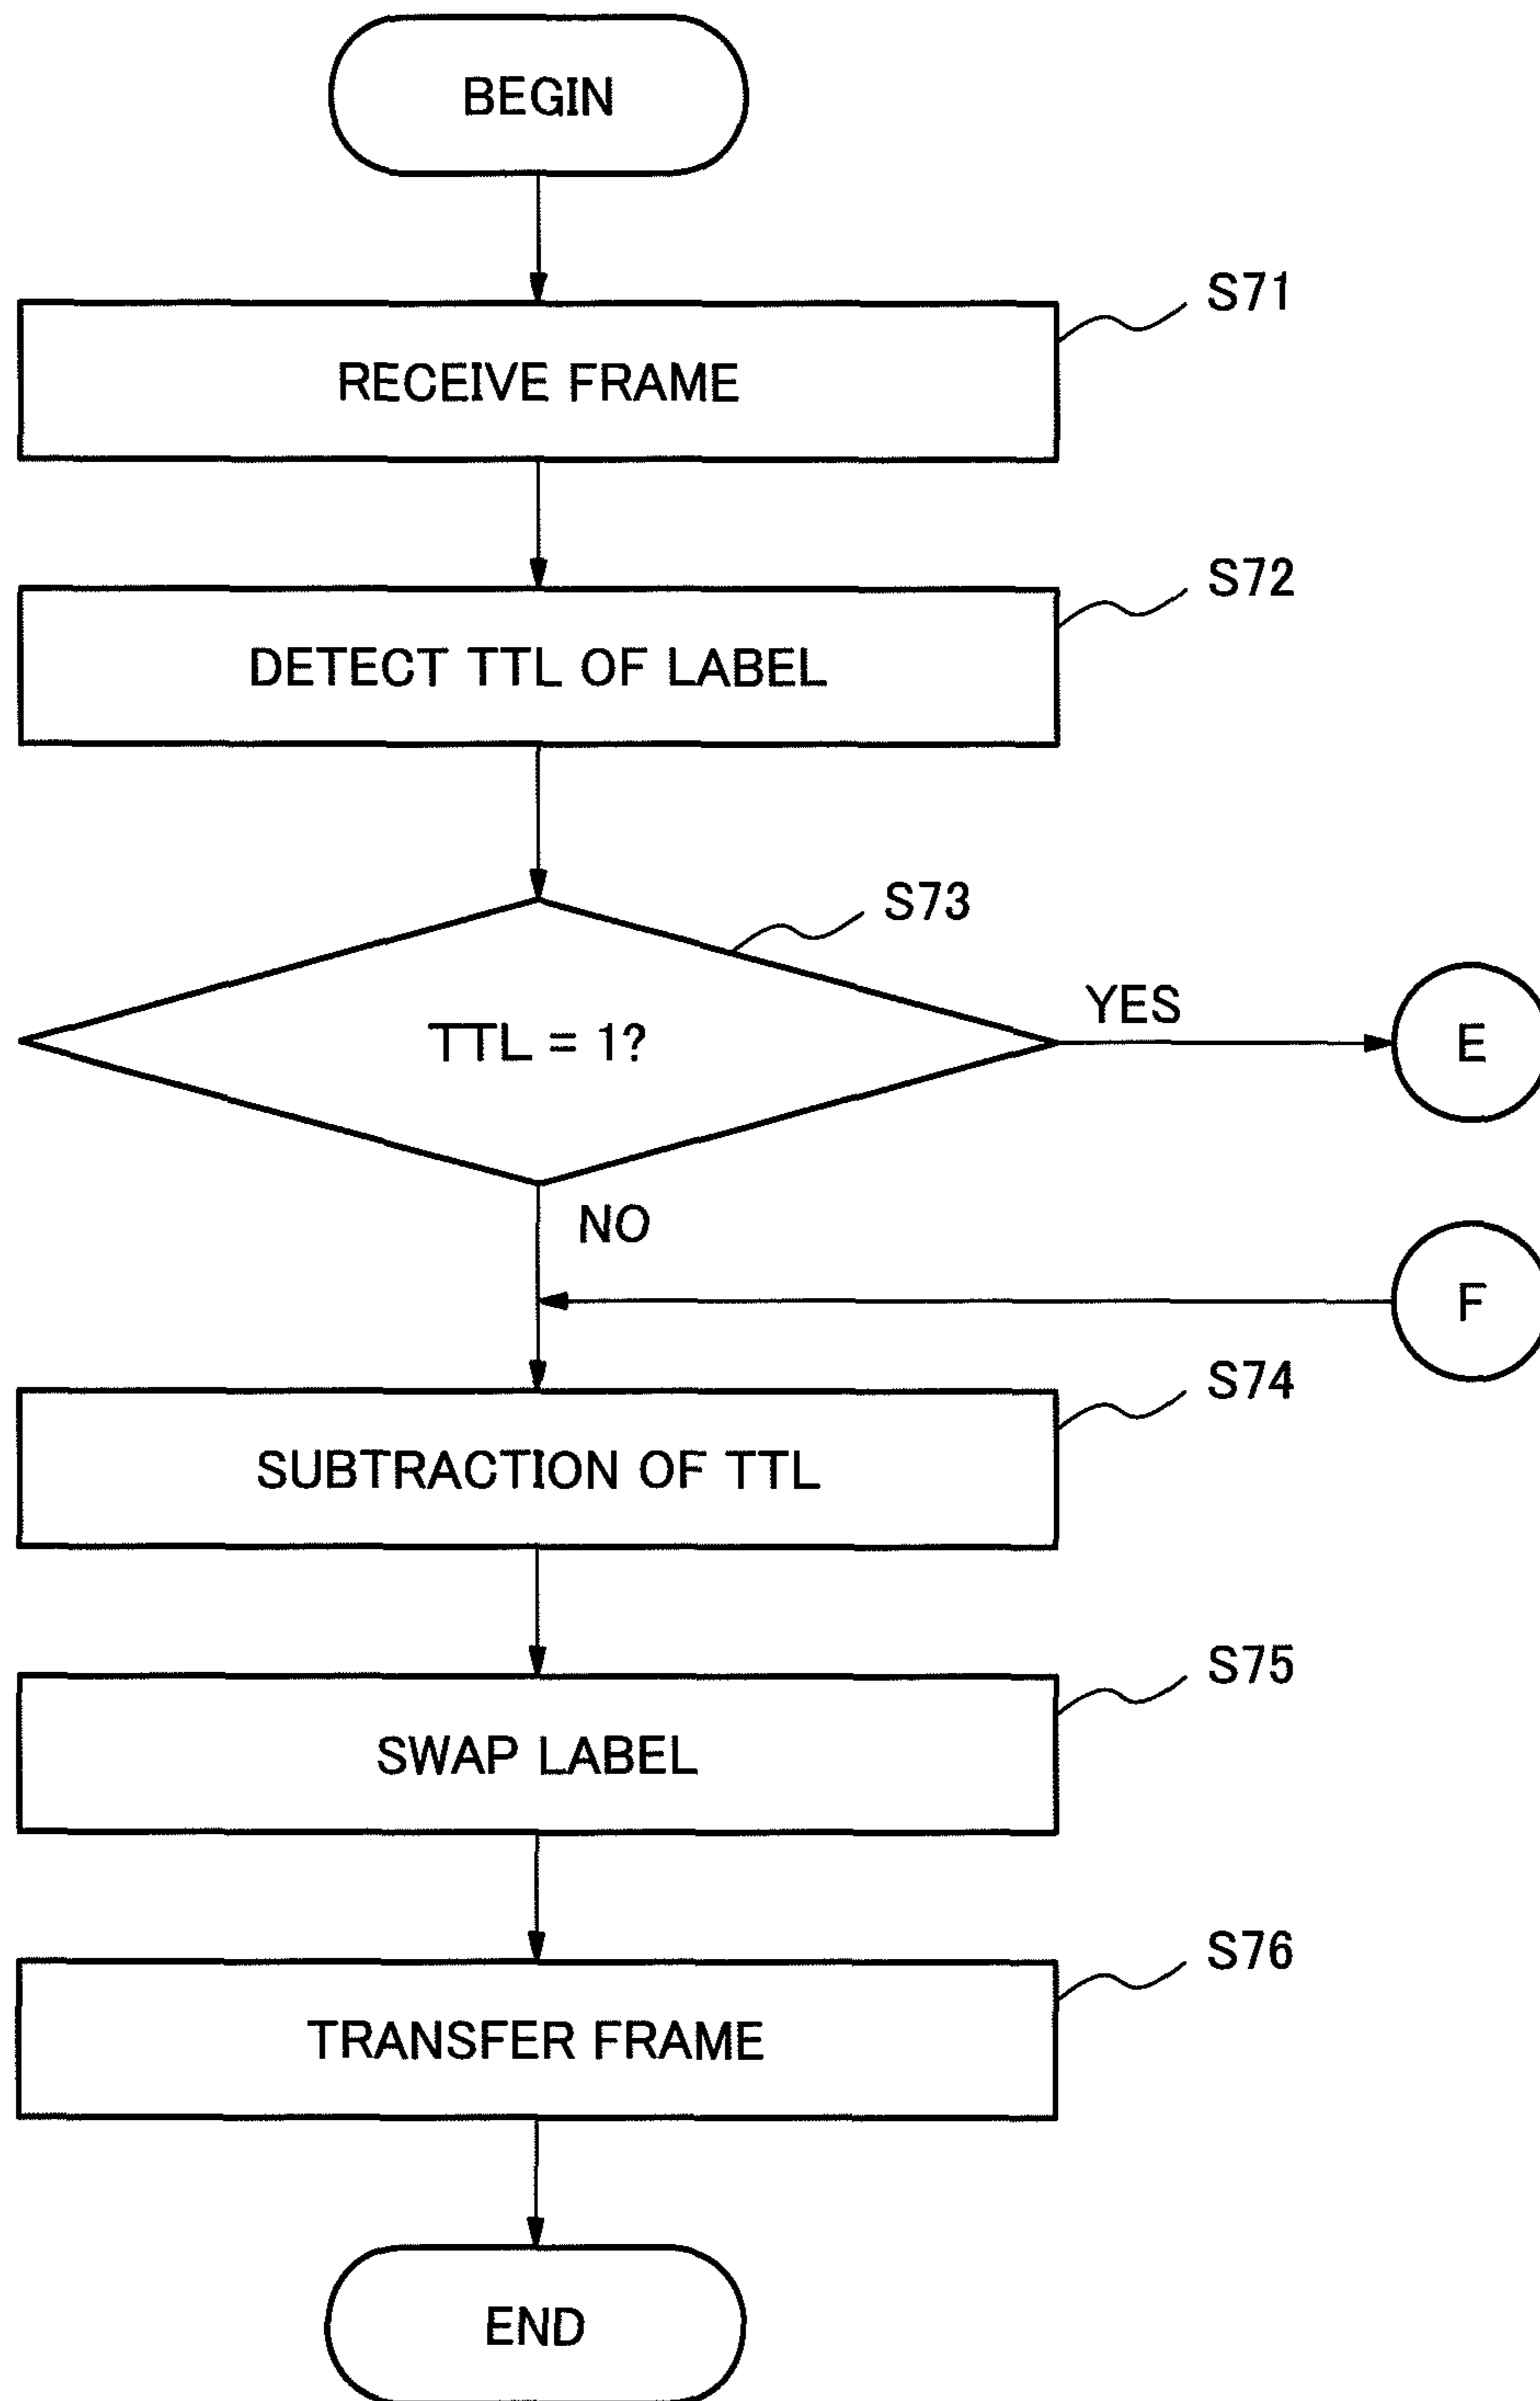 BEGIN
S71
RECEIVE FRAME
S72
DETECT TTL OF LABEL
S73
TTL = 1?
YES
E
NO
F
S74
SUBTRACTION OF TTL
S75
SWAP LABEL
S76
TRANSFER FRAME
END